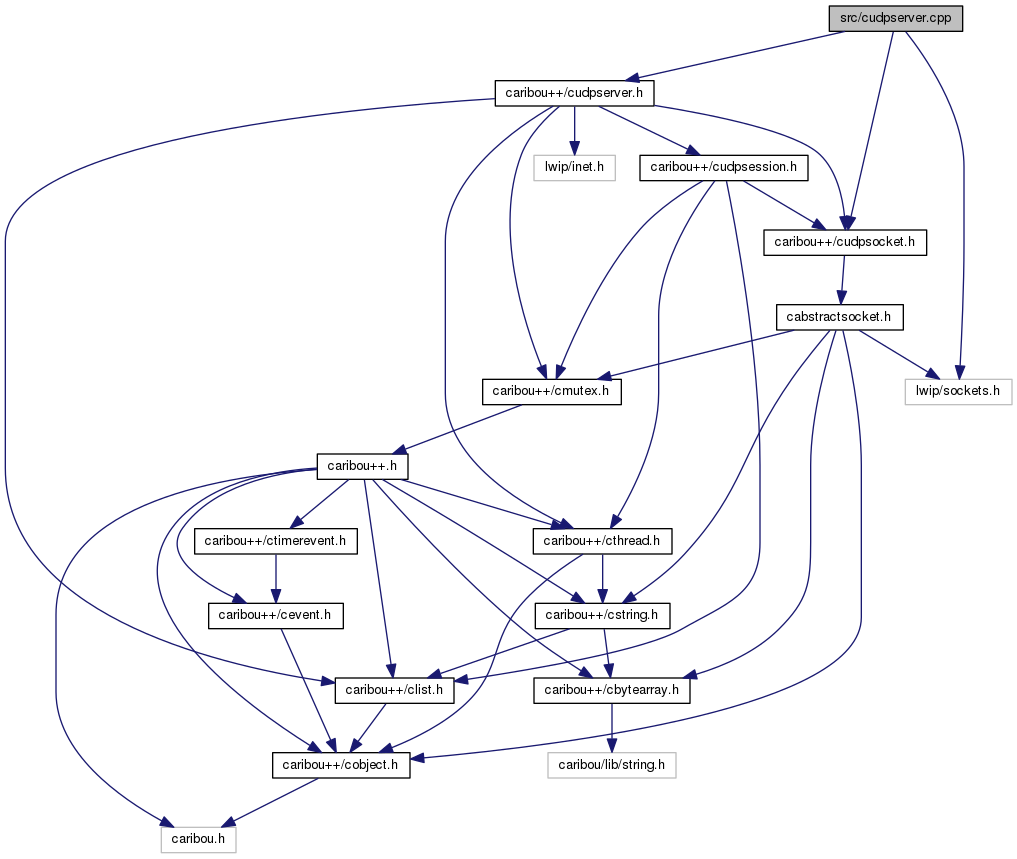 src/cudpserver.cpp
caribou++/cudpserver.h
lwip/inet.h
caribou++/cudpsession.h
caribou++/cudpsocket.h
cabstractsocket.h
caribou++/cmutex.h
lwip/sockets.h
caribou++.h
caribou++/ctimerevent.h
caribou++/cthread.h
caribou++/cevent.h
caribou++/cstring.h
caribou++/clist.h
caribou++/cbytearray.h
caribou++/cobject.h
caribou/lib/string.h
caribou.h